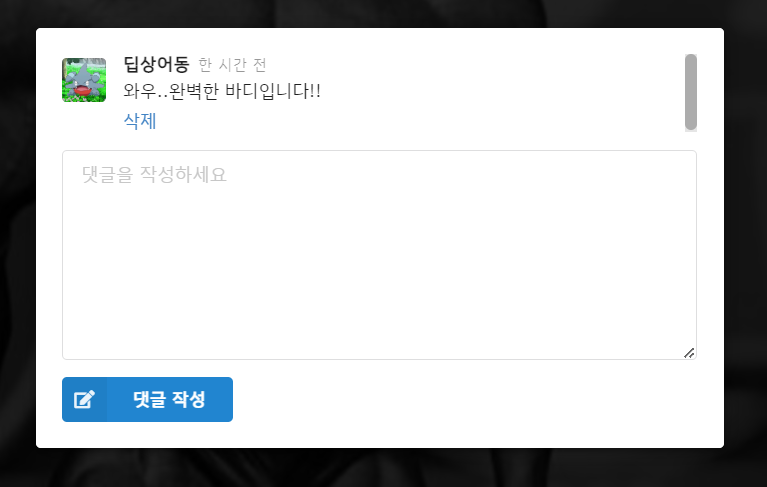 딥상어동 한 시간 전
와우..완벽한 바디입니다!!
삭제
댓글을 작성하세요
댓글 작성